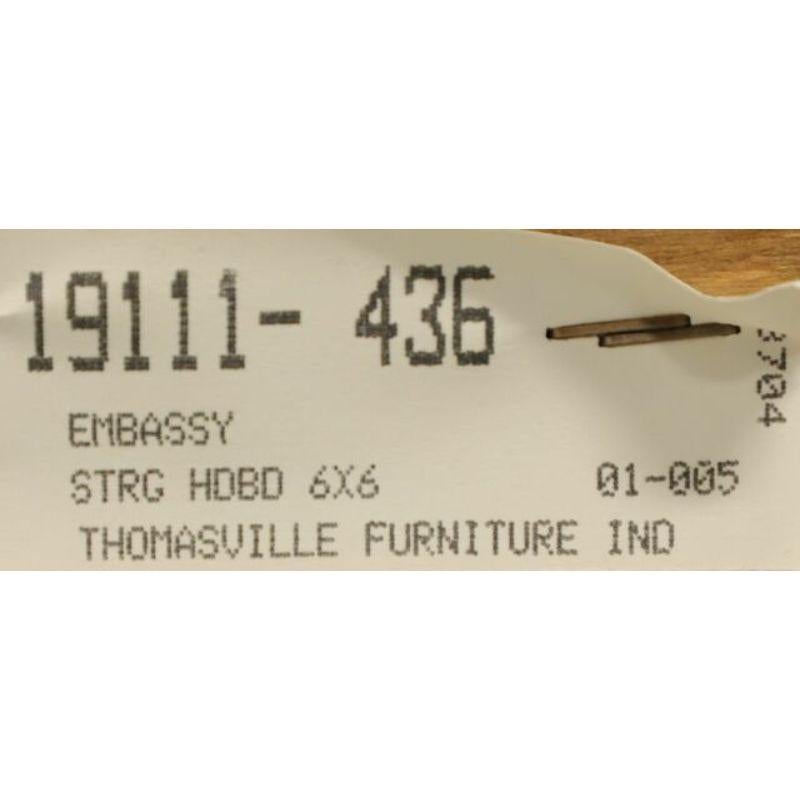 19111- 436
3704
EMBASSY
STRG HDBD 6X6 01-005
THOMASVILLE FURNITURE IND